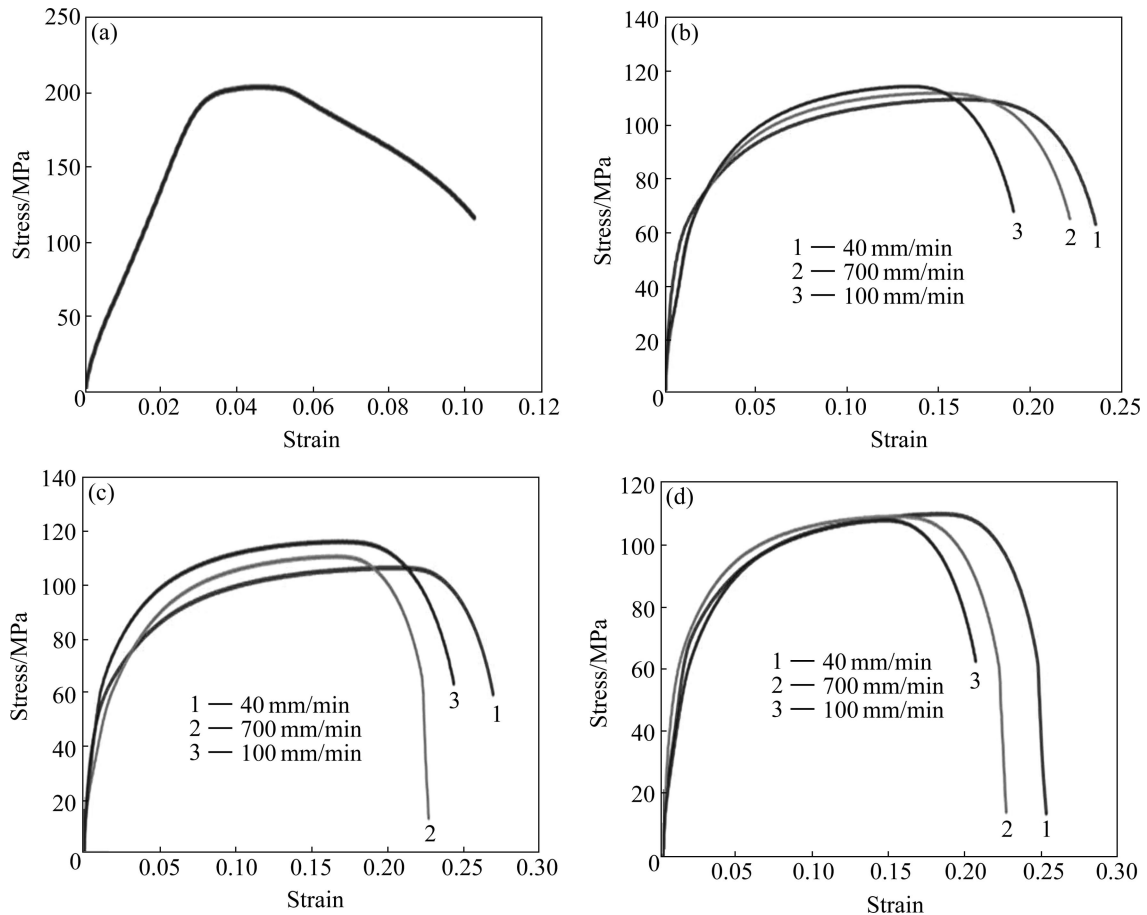 (a)
250
200
150
100
50
0
0.02 0.04 0.06 0.08 0.10 0.12
Strain
Stress/MPa
(b)
140
120
100
80
60
40
20
0
0.05 0.10 0.15 0.20 0.25
Strain
Stress/MPa
3 2 1
1 — 40 mm/min
2 — 700 mm/min
3 — 100 mm/min
(c)
140
120
100
80
60
40
20
0
0.05 0.10 0.15 0.20 0.25 0.30
Strain
Stress/MPa
3 1
2
1 — 40 mm/min
2 — 700 mm/min
3 — 100 mm/min
(d)
120
100
80
60
40
20
0
0.05 0.10 0.15 0.20 0.25 0.30
Strain
Stress/MPa
3
2 1
1 — 40 mm/min
2 — 700 mm/min
3 — 100 mm/min